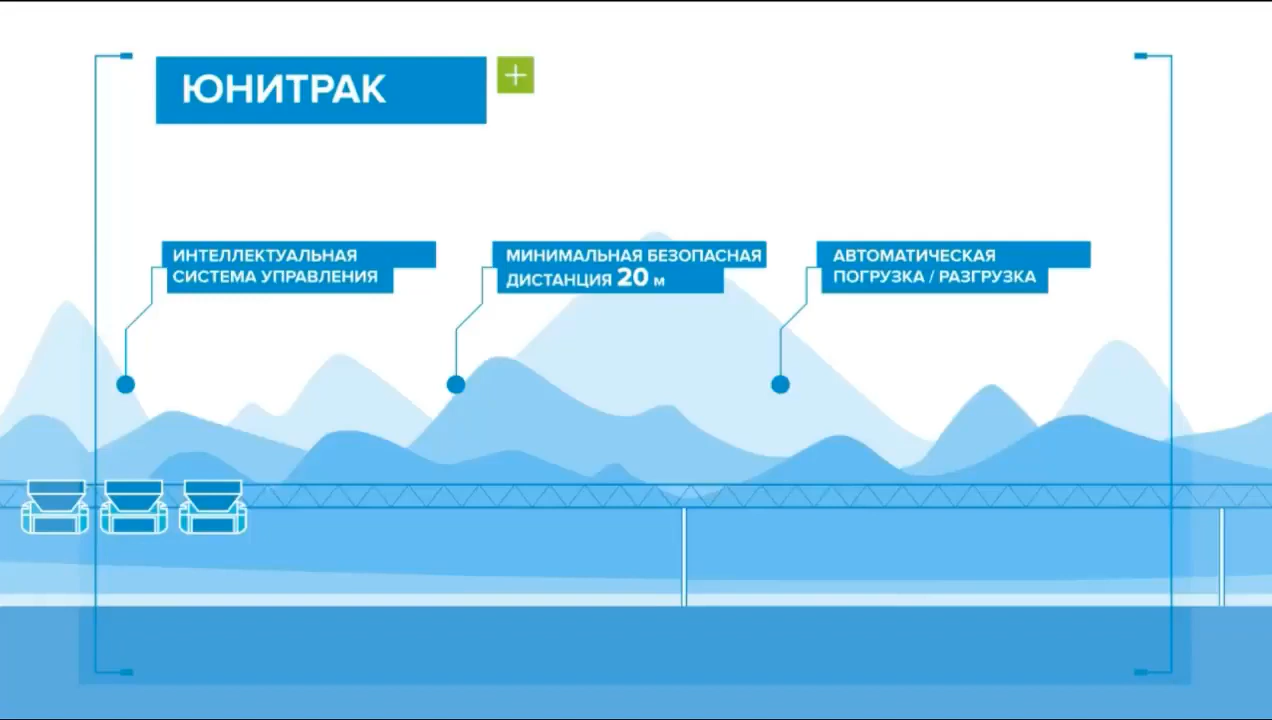 ЮНИТРАК
ИНТЕЛЛЕКТУАЛЬНАЯ
СИСТЕМА УПРАВЛЕНИЯ
МИНИМАЛЬНАЯ БЕЗОПАСНАЯ
ДИСТАНЦИЯ 20 м
АВТОМАТИЧЕСКАЯ
ПОГРУЗКА / РАЗГРУЗКА